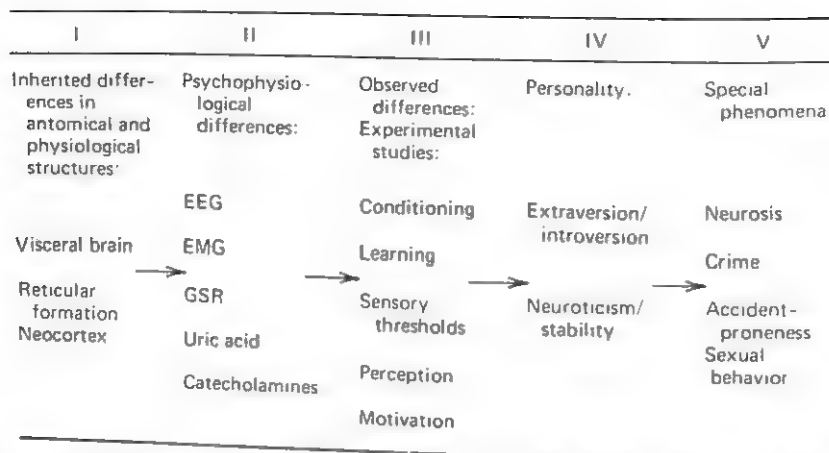 I
II
III
IV
V
Inherited differ-
ences in
antomical and
physiological
structures:
Visceral brain
Reticular
formation
Neocortex
Psychophysio-
logical
differences:
EEG
EMG
GSR
Uric acid
Catecholamines
Observed
differences:
Experimental
studies:
Conditioning
Learning
Sensory
thresholds
Perception
Motivation
Personality.
Extraversion/
introversion
Neuroticism/
stability
Special
phenomena
Neurosis
Crime
Accident-
proneness
Sexual
behavior